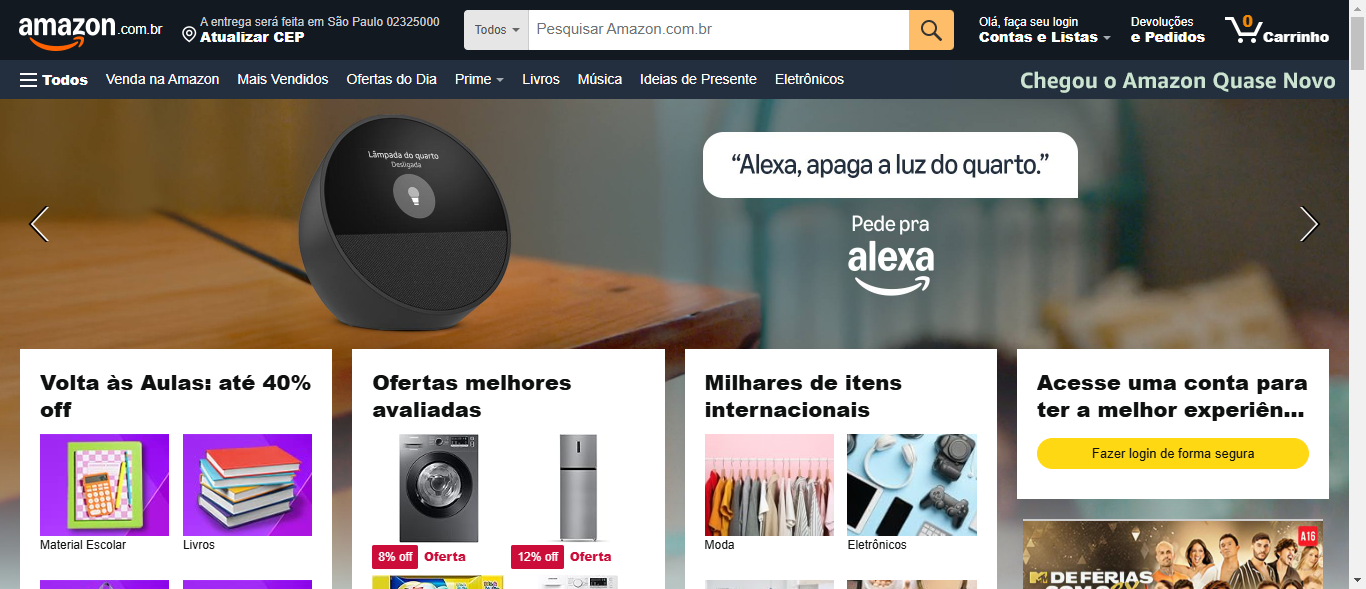 amazon.com.br
A entrega será feita em São Paulo 02325000
Atualizar CEP
Todos
Pesquisar Amazon.com.br
Olá, faça seu login
Contas e Listas
Devoluções
e Pedidos
0
Carrinho
Todos
Venda na Amazon
Mais Vendidos
Ofertas do Dia
Prime
Livros
Música
Ideias de Presente
Eletrônicos
Chegou o Amazon Quase Novo
Lâmpada do quarto
Desligada
“Alexa, apaga a luz do quarto.”
Pede pra
alexa
Volta às Aulas: até 40%
off
Material Escolar
Livros
Ofertas melhores
avaliadas
8% off
Oferta
12% off
Oferta
Milhares de itens
internacionais
Moda
Eletrônicos
Acesse uma conta para
ter a melhor experiên...
Fazer login de forma segura
A16
MTV
DE FÉRIAS
COM O